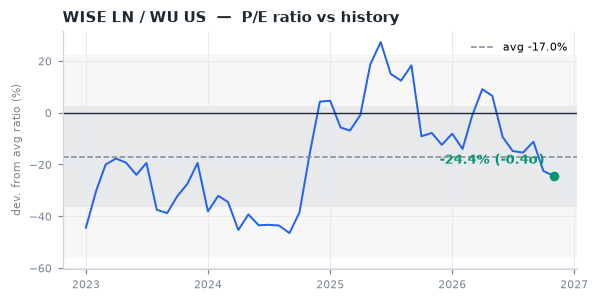 WISE LN / WU US — P/E ratio vs history
avg -17.0%
dev. from avg ratio (%)
20
0
−20
−40
−60
-24.4% (-0.4σ)
2023
2024
2025
2026
2027